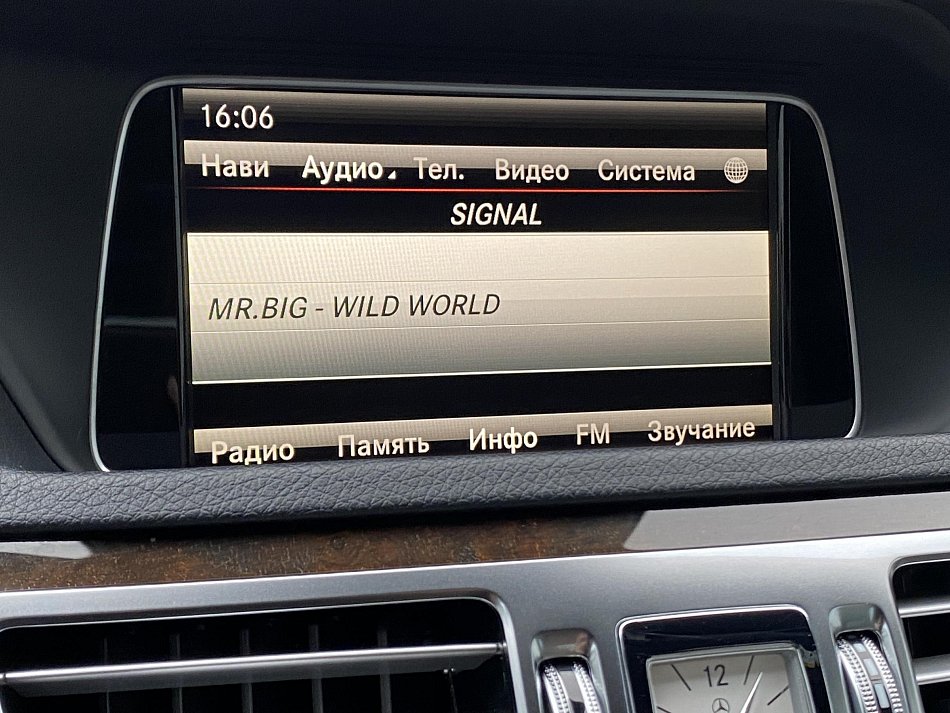 16:06
Нави Аудио Тел. Видео Система
SIGNAL
MR.BIG - WILD WORLD
Радио Память Инфо FM Звучание
12